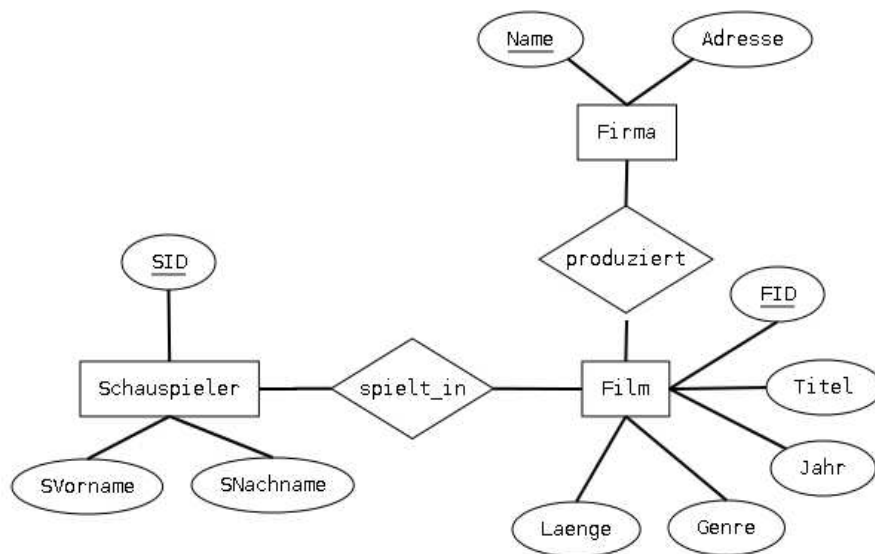 Name
Adresse
Firma
produziert
SID
FID
Schauspieler
spielt_in
Film
Titel
SVorname
SNachname
Jahr
Laenge
Genre